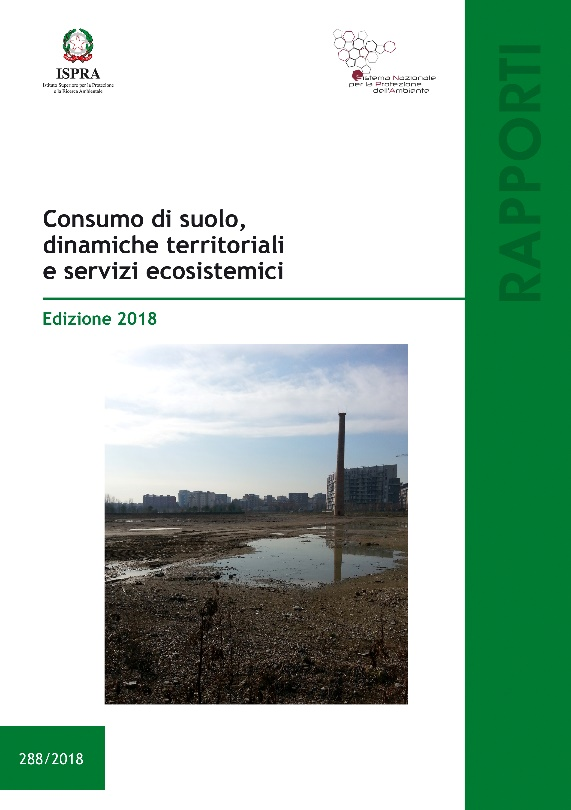 ISPRA
Istituto Superiore per la Protezione
e la Ricerca Ambientale
Sistema Nazionale
per la Protezione
dell'Ambiente
RAPPORTI
Consumo di suolo,
dinamiche territoriali
e servizi ecosistemici
Edizione 2018
288/2018